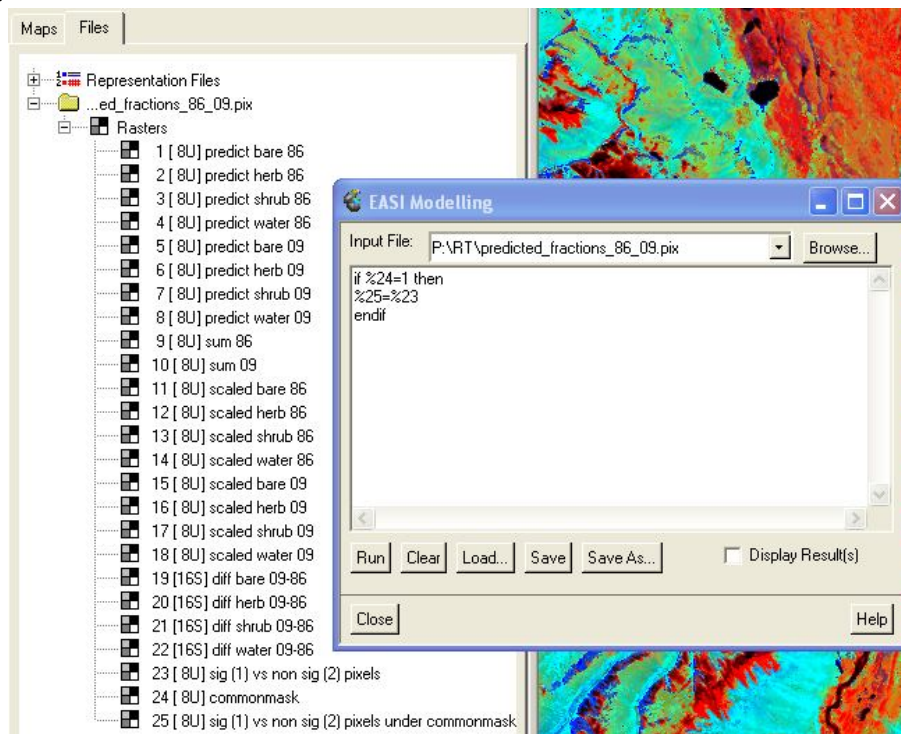 Maps Files
Representation Files
...ed_fractions_86_09.pix
Rasters
1 [ 8U] predict bare 86
2 [ 8U] predict herb 86
3 [ 8U] predict shrub 86
4 [ 8U] predict water 86
5 [ 8U] predict bare 09
6 [ 8U] predict herb 09
7 [ 8U] predict shrub 09
8 [ 8U] predict water 09
9 [ 8U] sum 86
10 [ 8U] sum 09
11 [ 8U] scaled bare 86
12 [ 8U] scaled herb 86
13 [ 8U] scaled shrub 86
14 [ 8U] scaled water 86
15 [ 8U] scaled bare 09
16 [ 8U] scaled herb 09
17 [ 8U] scaled shrub 09
18 [ 8U] scaled water 09
19 [16S] diff bare 09-86
20 [16S] diff herb 09-86
21 [16S] diff shrub 09-86
22 [16S] diff water 09-86
23 [ 8U] sig (1) vs non sig (2) pixels
24 [ 8U] commonmask
25 [ 8U] sig (1) vs non sig (2) pixels under commonmask
EASI Modelling
Input File: P:\RT\predicted_fractions_86_09.pix Browse...
if %24=1 then
%25=%23
endif
Run Clear Load... Save Save As... Display Result(s)
Close Help